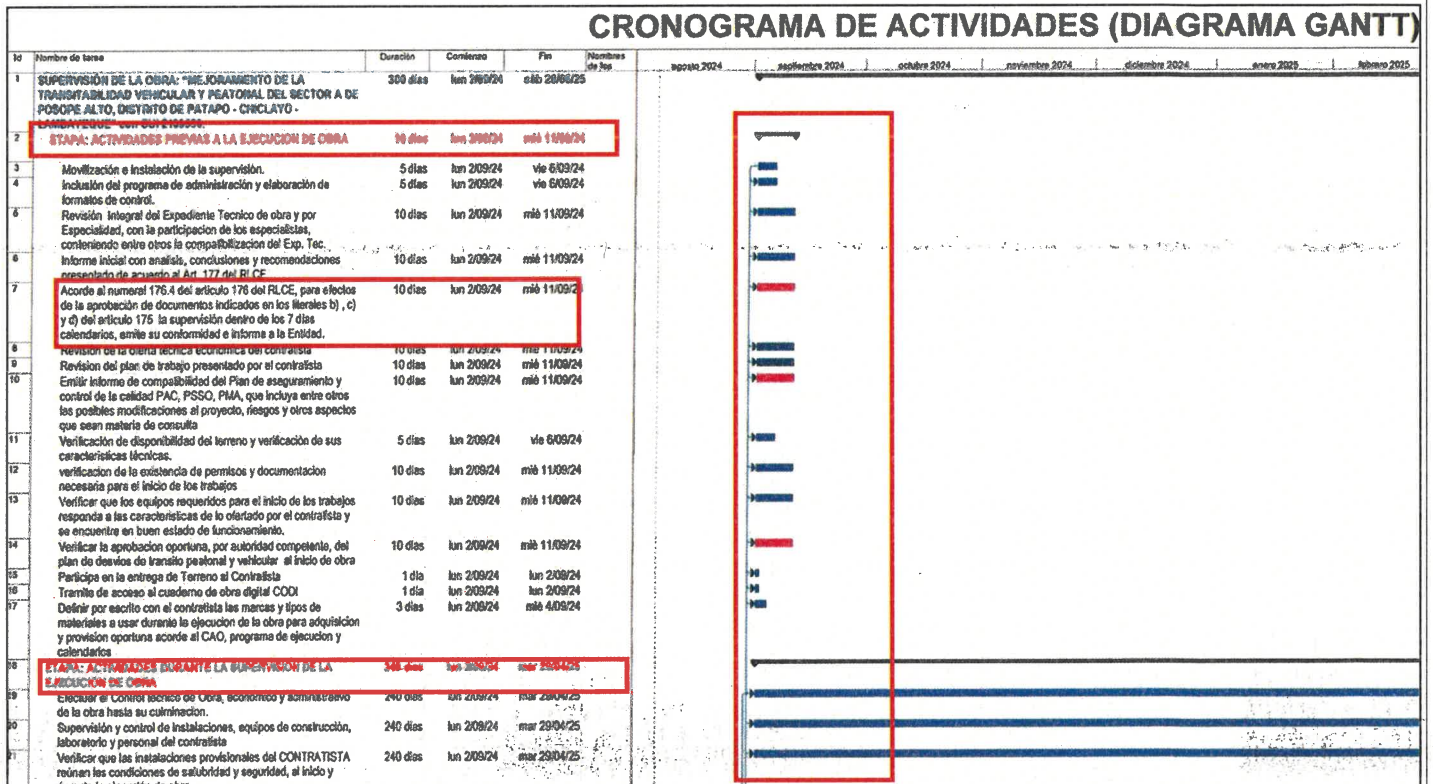 CRONOGRAMA DE ACTIVIDADES (DIAGRAMA GANTT)
Id Nombre de tarea Duración Comienzo Fin Nombres de los
agosto 2024 septiembre 2024 octubre 2024 noviembre 2024 diciembre 2024 enero 2025 febrero 2025
1 SUPERVISIÓN DE LA OBRA: "MEJORAMIENTO DE LA 300 días lun 2/09/24
TRANSITABILIDAD VEHICULAR Y PEATONAL DEL SECTOR A DE
POSOPE ALTO, DISTRITO DE PATAPO - CHICLAYO -
LAMBAYEQUE" con CUI
2 ETAPA: ACTIVIDADES PREVIAS A LA EJECUCION DE OBRA 10 días lun 2/09/24 mié 11/09/24
3 Movilización e instalación de la supervisión. 5 días lun 2/09/24 vie 6/09/24
4 Inclusión del programa de administración y elaboración de 5 días lun 2/09/24 vie 6/09/24
formatos de control.
5 Revisión Integral del Expediente Tecnico de obra y por 10 días lun 2/09/24 mié 11/09/24
Especialidad, con la participacion de los especialistas,
conteniendo entre otros la compatibilizacion del Exp. Tec.
6 Informe inicial con analisis, conclusiones y recomendaciones 10 días lun 2/09/24 mié 11/09/24
presentado de acuerdo al Art. 177 del RLCE
7 Acorde al numeral 176.4 del articulo 176 del RLCE, para efectos 10 días lun 2/09/24 mié 11/09/2
de la aprobación de documentos indicados en los literales b) , c)
y d) del articulo 175 la supervisión dentro de los 7 dias
calendarios, emite su conformidad e informa a la Entidad.
8 Revision de la oferta técnica economica del contratista 10 días lun 2/09/24 mié 11/09/24
9 Revision del plan de trabajo presentado por el contratista 10 días lun 2/09/24 mié 11/09/24
10 Emitir informe de compatibilidad del Plan de aseguramiento y 10 días lun 2/09/24 mié 11/09/24
control de la calidad PAC, PSSO, PMA, que incluya entre otros
las posibles modificaciones al proyecto, riesgos y otros aspectos
que sean materia de consulta
11 Verificación de disponibilidad del terreno y verificación de sus 5 días lun 2/09/24 vie 6/09/24
características técnicas.
12 verificacion de la existencia de permisos y documentacion 10 días lun 2/09/24 mié 11/09/24
necesaria para el inicio de los trabajos
13 Verificar que los equipos requeridos para el inicio de los trabajos 10 días lun 2/09/24 mié 11/09/24
responda a las caracteristicas de lo ofertado por el contratista y
se encuentre en buen estado de funcionamiento.
14 Verificar la aprobacion oportuna, por autoridad competente, del 10 días lun 2/09/24 mié 11/09/24
plan de desvios de transito peatonal y vehicular al inicio de obra
15 Participa en la entrega de Terreno al Contratista 1 día lun 2/09/24 lun 2/09/24
16 Tramite de acceso al cuaderno de obra digital CODI 1 día lun 2/09/24 lun 2/09/24
17 Definir por escrito con el contratista las marcas y tipos de 3 días lun 2/09/24 mié 4/09/24
materiales a usar durante la ejecucion de la obra para adquisicion
y provision oportuna acorde al CAO, programa de ejecucion y
calendarios
18 ETAPA: ACTIVIDADES DURANTE LA SUPERVISION DE LA lun 2/09/24 mar 29/04/25
EJECUCION DE OBRA
19 Efectuar el Control técnico de Obra, económico y administrativo 240 días lun 2/09/24 mar 29/04/25
de la obra hasta su culminacion.
20 Supervisión y control de instalaciones, equipos de construcción, 240 días lun 2/09/24 mar 29/04/25
laboratorio y personal del contratista
21 Verificar que las instalaciones provisionales del CONTRATISTA 240 días lun 2/09/24 mar 29/04/25
reúnan las condiciones de salubridad y seguridad, al inicio y